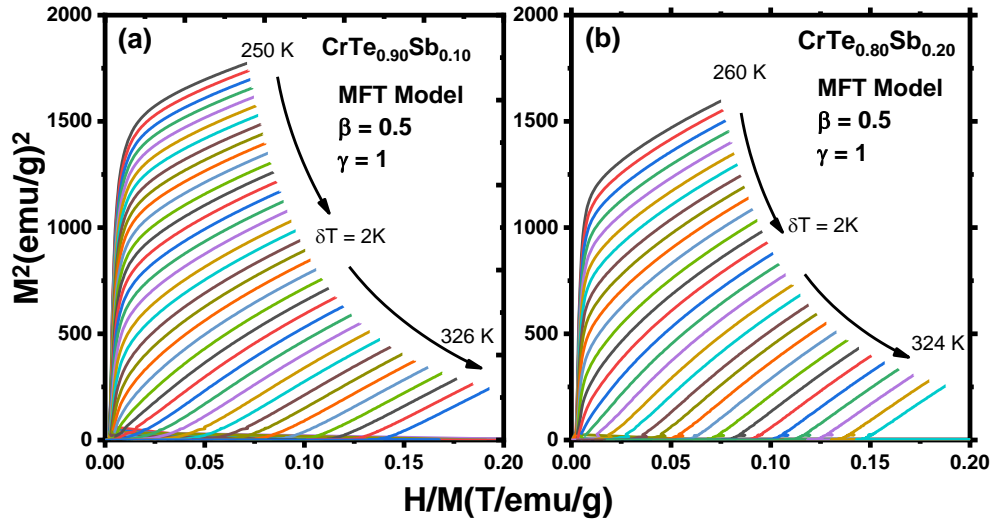 (a)
250 K
CrTe0.90Sb0.10
MFT Model
β = 0.5
γ = 1
δT = 2K
326 K
(b)
CrTe0.80Sb0.20
260 K
MFT Model
β = 0.5
γ = 1
δT = 2K
324 K
M²(emu/g)²
2000
1500
1000
500
0
2000
1500
1000
500
0
0.00 0.05 0.10 0.15 0.20
0.00 0.05 0.10 0.15 0.20
H/M(T/emu/g)